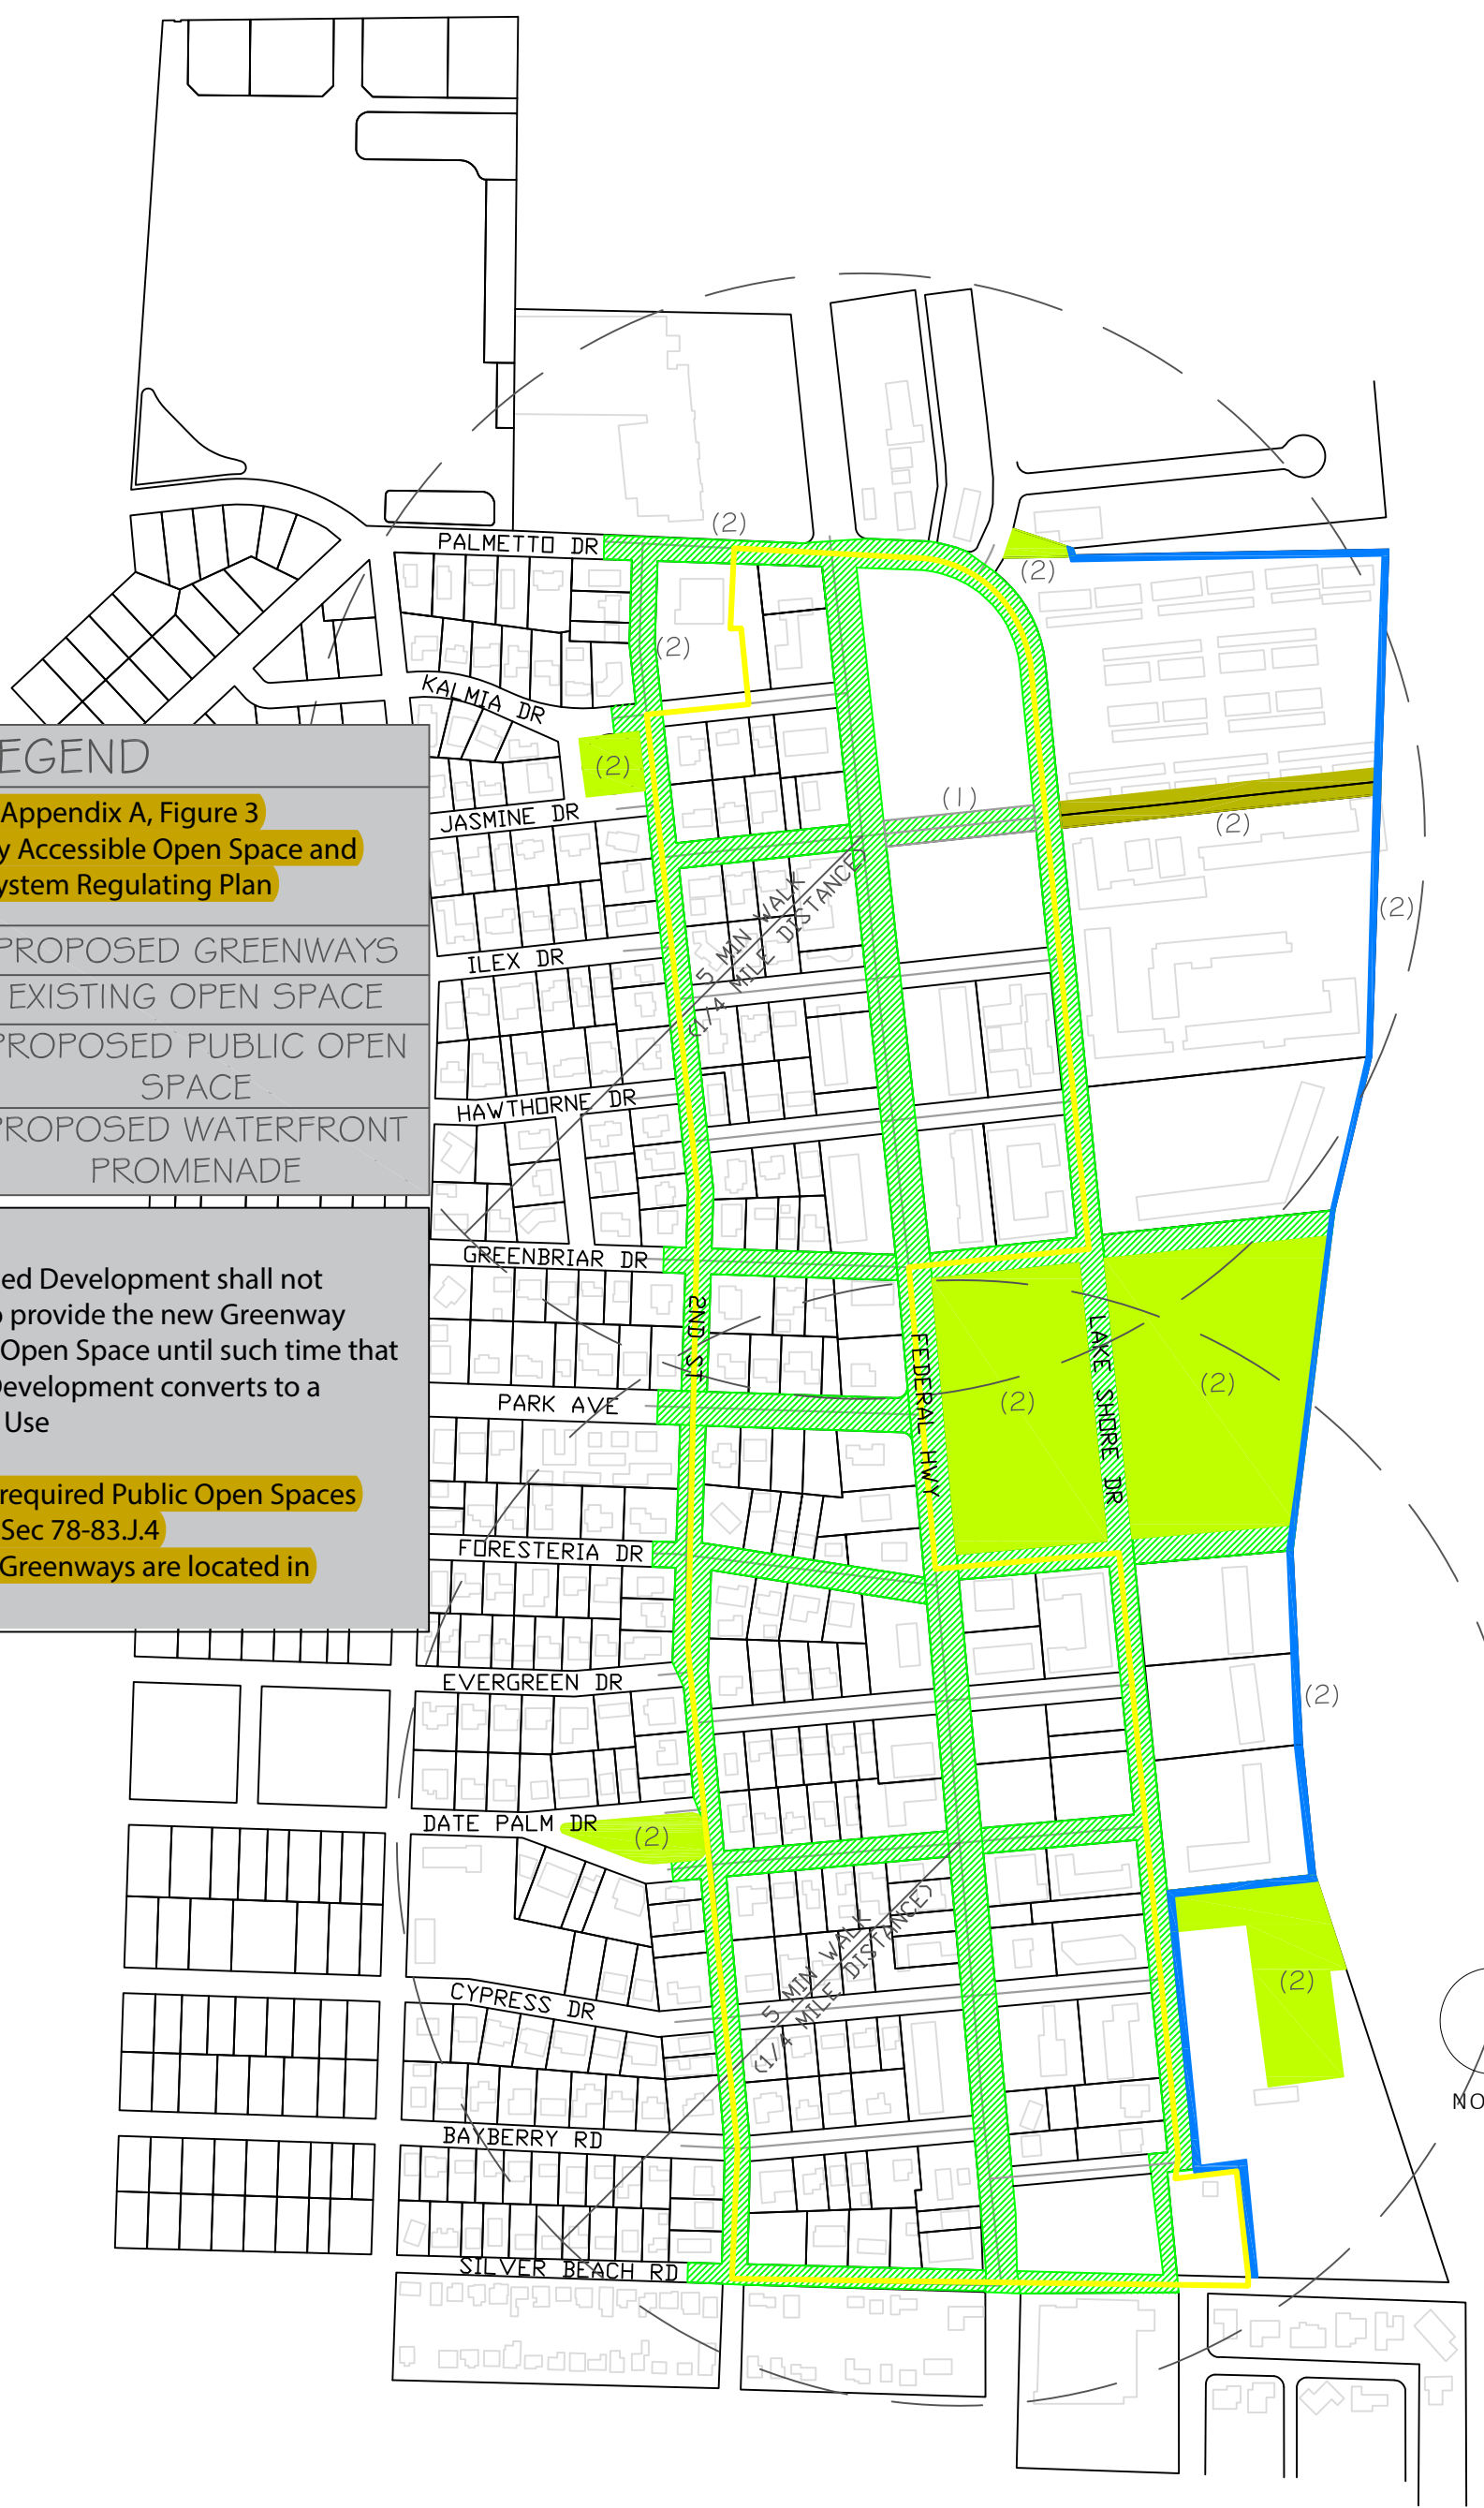 (2)
PALMETTO DR
(2)
(2)
KALMIA DR
EGEND
(2)
Appendix A, Figure 3
(1)
JASMINE DR
(2)
y Accessible Open Space and
ystem Regulating Plan
5 MIN WALK
(1/4 MILE DISTANCE)
(2)
PROPOSED GREENWAYS
ILEX DR
EXISTING OPEN SPACE
PROPOSED PUBLIC OPEN
SPACE
HAWTHORNE DR
PROPOSED WATERFRONT
PROMENADE
GREENBRIAR DR
ed Development shall not
o provide the new Greenway
2ND ST
Open Space until such time that
FEDERAL HWY
LAKE SHORE DR
Development converts to a
(2)
(2)
PARK AVE
Use
required Public Open Spaces
Sec 78-83.J.4
FORESTERIA DR
Greenways are located in
EVERGREEN DR
(2)
DATE PALM DR
(2)
5 MIN WALK
(1/4 MILE DISTANCE)
(2)
CYPRESS DR
NO
BAYBERRY RD
SILVER BEACH RD